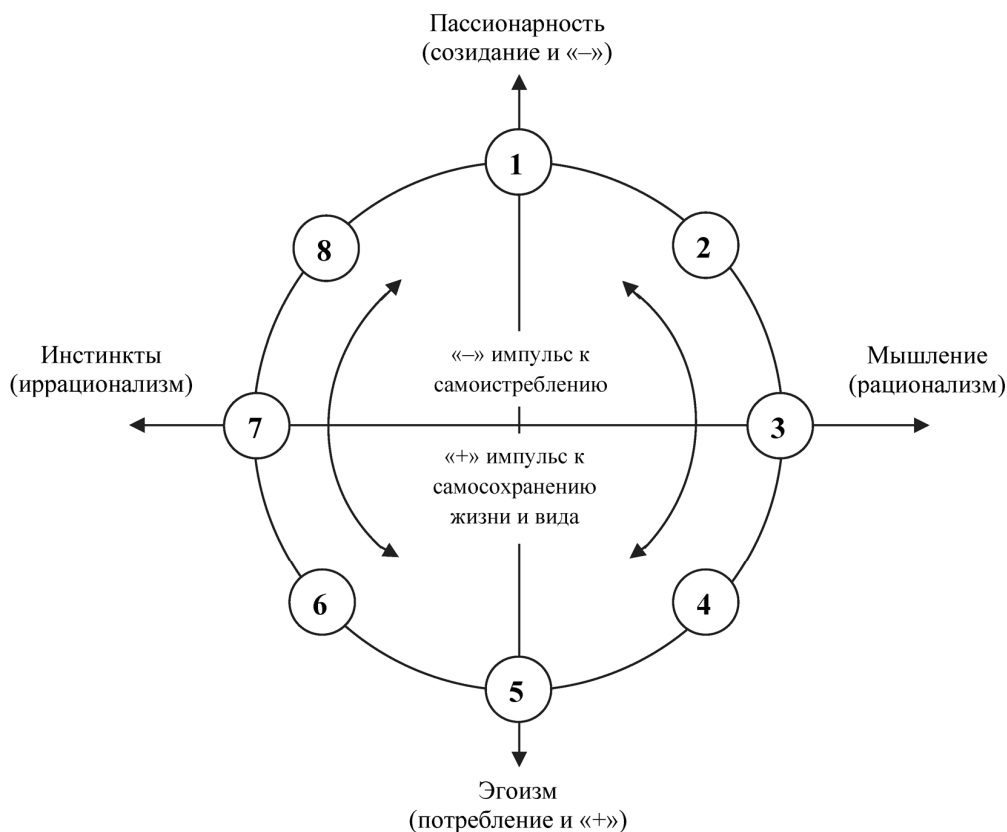 Пассионарность
(созидание и «–»)
1
8
2
Инстинкты
(иррационализм)
«–» импульс к
самоистреблению
Мышление
(рационализм)
7
3
«+» импульс к
самосохранению
жизни и вида
6
4
5
Эгоизм
(потребление и «+»)